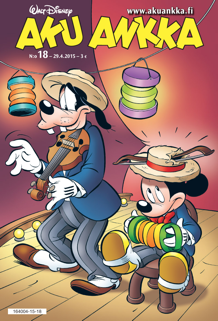 WALT DISNEY
www.akuankka.fi
AKU ANKKA
N:o 18 – 29.4.2015 – 3 €
164004-15-18